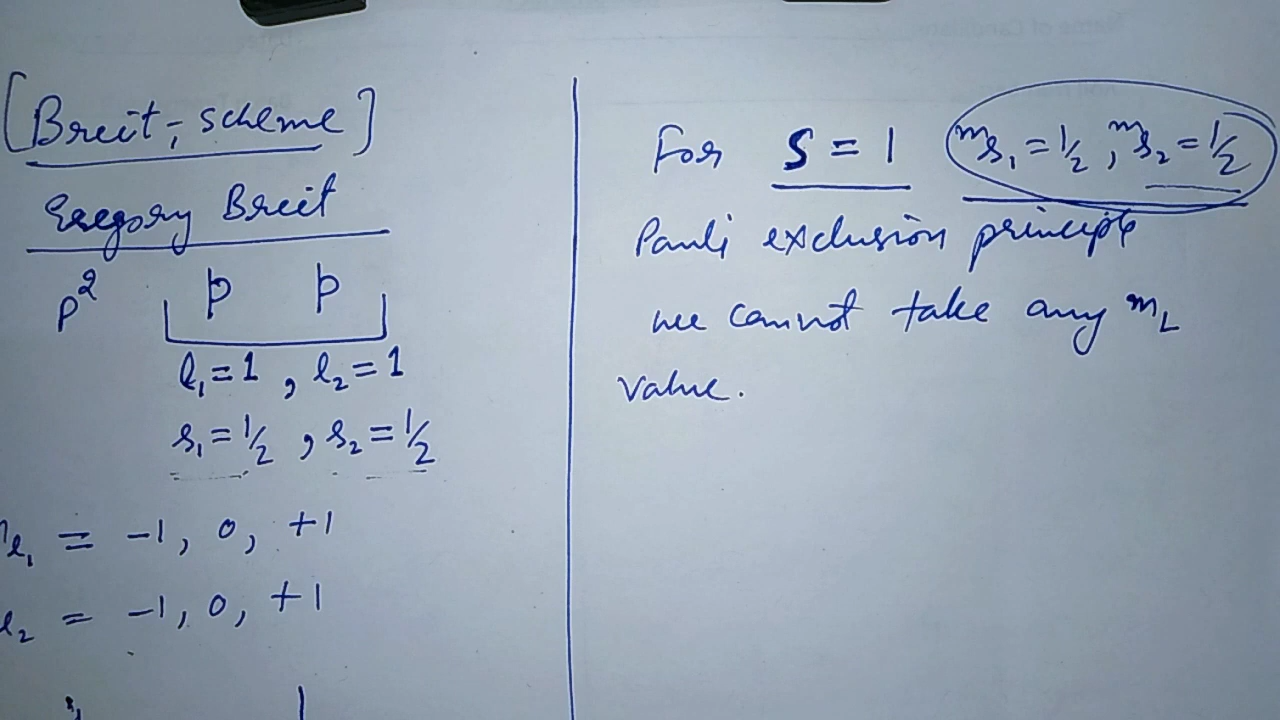 [Breit, scheme]
Gregory Breit
p² p p
l₁=1, l₂=1
s₁=½, s₂=½
l₁ = -1, 0, +1
l₂ = -1, 0, +1
For S = 1 ms₁=½, ms₂=½
Pauli exclusion principle
we cannot take any mL
value.